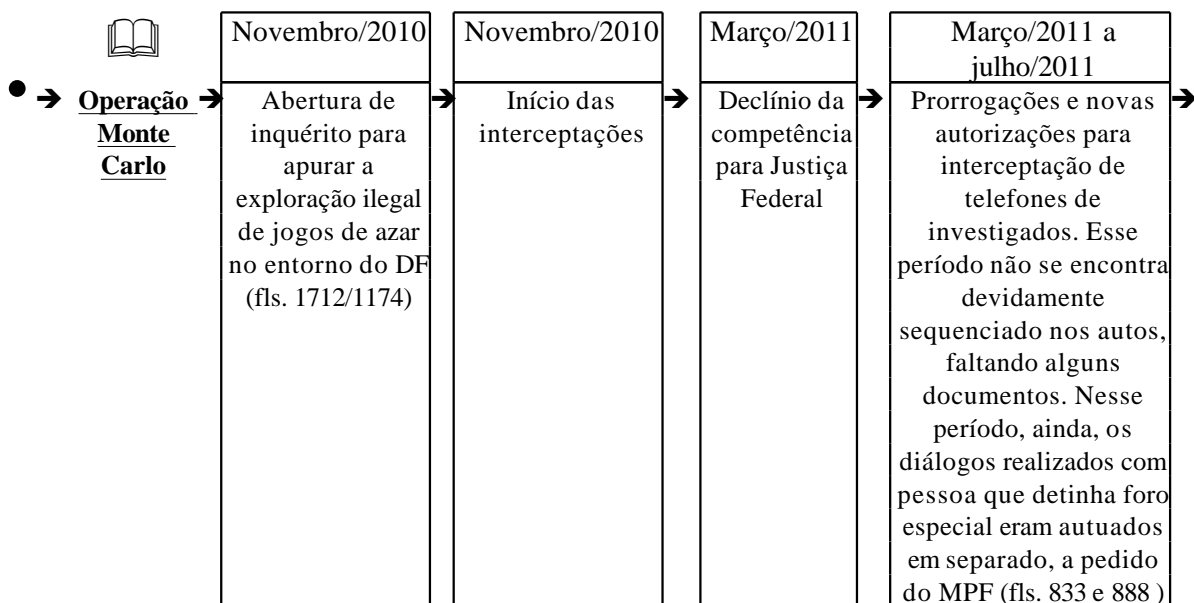 Operação
Monte
Carlo
Novembro/2010
Abertura de
inquérito para
apurar a
exploração ilegal
de jogos de azar
no entorno do DF
(fls. 1712/1174)
Novembro/2010
Início das
interceptações
Março/2011
Declínio da
competência
para Justiça
Federal
Março/2011 a
julho/2011
Prorrogações e novas
autorizações para
interceptação de
telefones de
investigados. Esse
período não se encontra
devidamente
sequenciado nos autos,
faltando alguns
documentos. Nesse
período, ainda, os
diálogos realizados com
pessoa que detinha foro
especial eram autuados
em separado, a pedido
do MPF (fls. 833 e 888 )